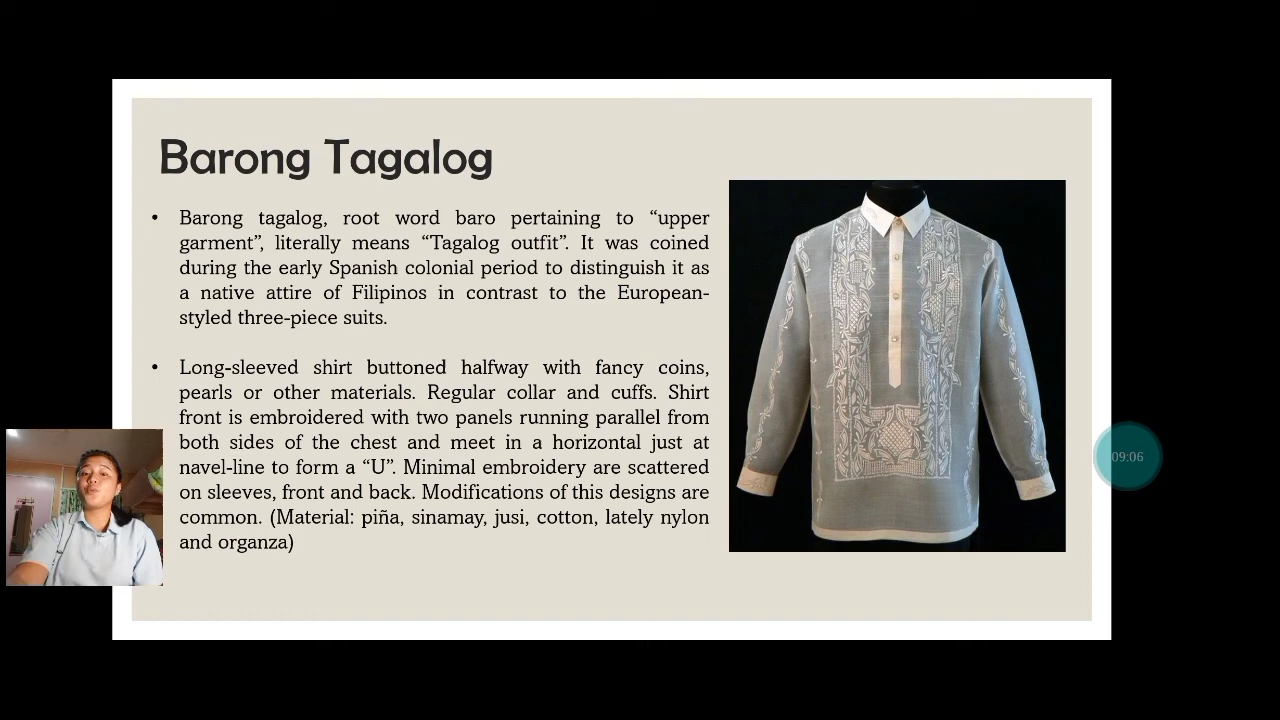 Barong Tagalog
• Barong tagalog, root word baro pertaining to “upper
garment”, literally means “Tagalog outfit”. It was coined
during the early Spanish colonial period to distinguish it as
a native attire of Filipinos in contrast to the European-
styled three-piece suits.
• Long-sleeved shirt buttoned halfway with fancy coins,
pearls or other materials. Regular collar and cuffs. Shirt
front is embroidered with two panels running parallel from
both sides of the chest and meet in a horizontal just at
navel-line to form a “U”. Minimal embroidery are scattered
on sleeves, front and back. Modifications of this designs are
common. (Material: piña, sinamay, jusi, cotton, lately nylon
and organza)
09:06